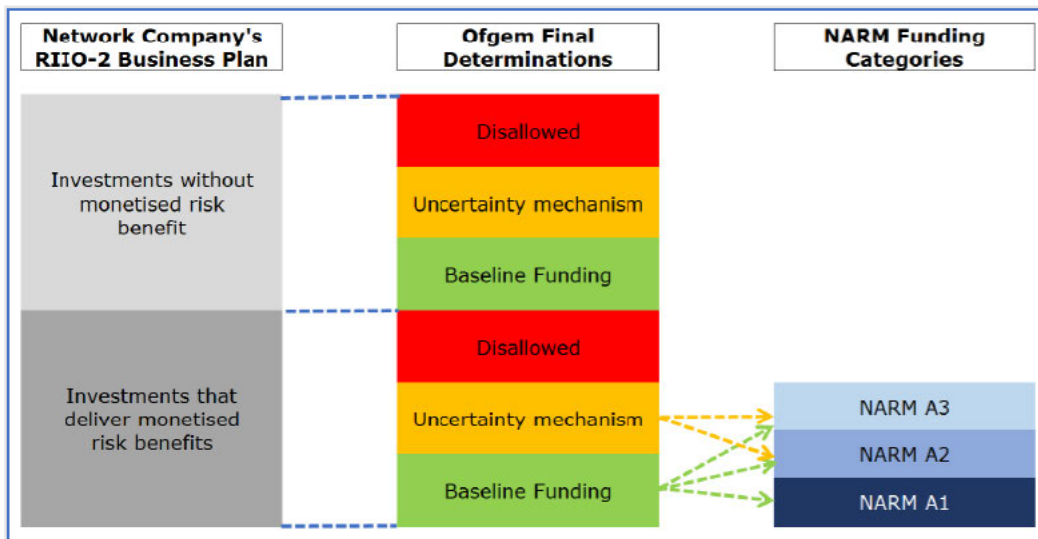 Network Company's
RIIO-2 Business Plan
Ofgem Final
Determinations
NARM Funding
Categories
Investments without
monetised risk
benefit
Disallowed
Uncertainty mechanism
Baseline Funding
Investments that
deliver monetised
risk benefits
Disallowed
Uncertainty mechanism
Baseline Funding
NARM A3
NARM A2
NARM A1